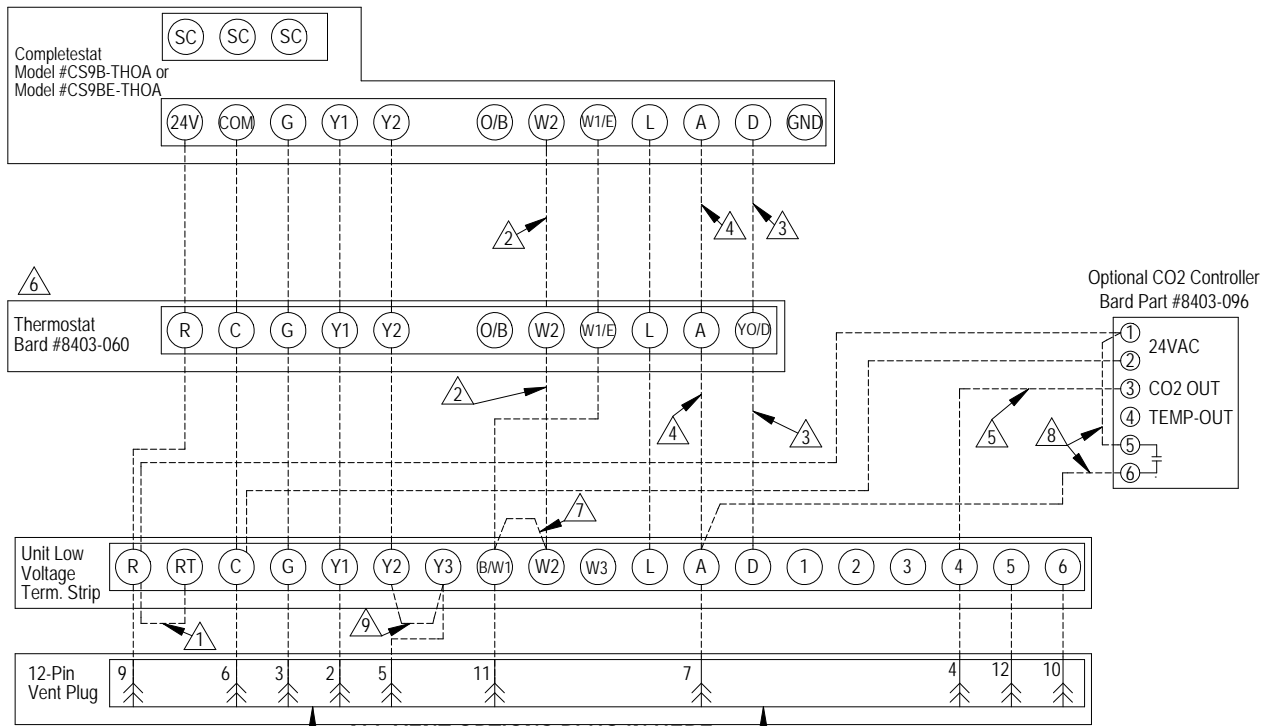 SC SC SC
Completestat
Model #CS9B-THOA or
Model #CS9BE-THOA
24V COM G Y1 Y2 O/B W2 W1/E L A D GND
2 4 3
6
Optional CO2 Controller
Bard Part #8403-096
Thermostat
Bard #8403-060
R C G Y1 Y2 O/B W2 W1/E L A YO/D
1
24VAC
2
3 CO2 OUT
4 TEMP-OUT
5
6
2 4 3 5 8
7
Unit Low
Voltage
Term. Strip
R RT C G Y1 Y2 Y3 B/W1 W2 W3 L A D 1 2 3 4 5 6
1 9
12-Pin
Vent Plug
9 6 3 2 5 11 7 4 12 10